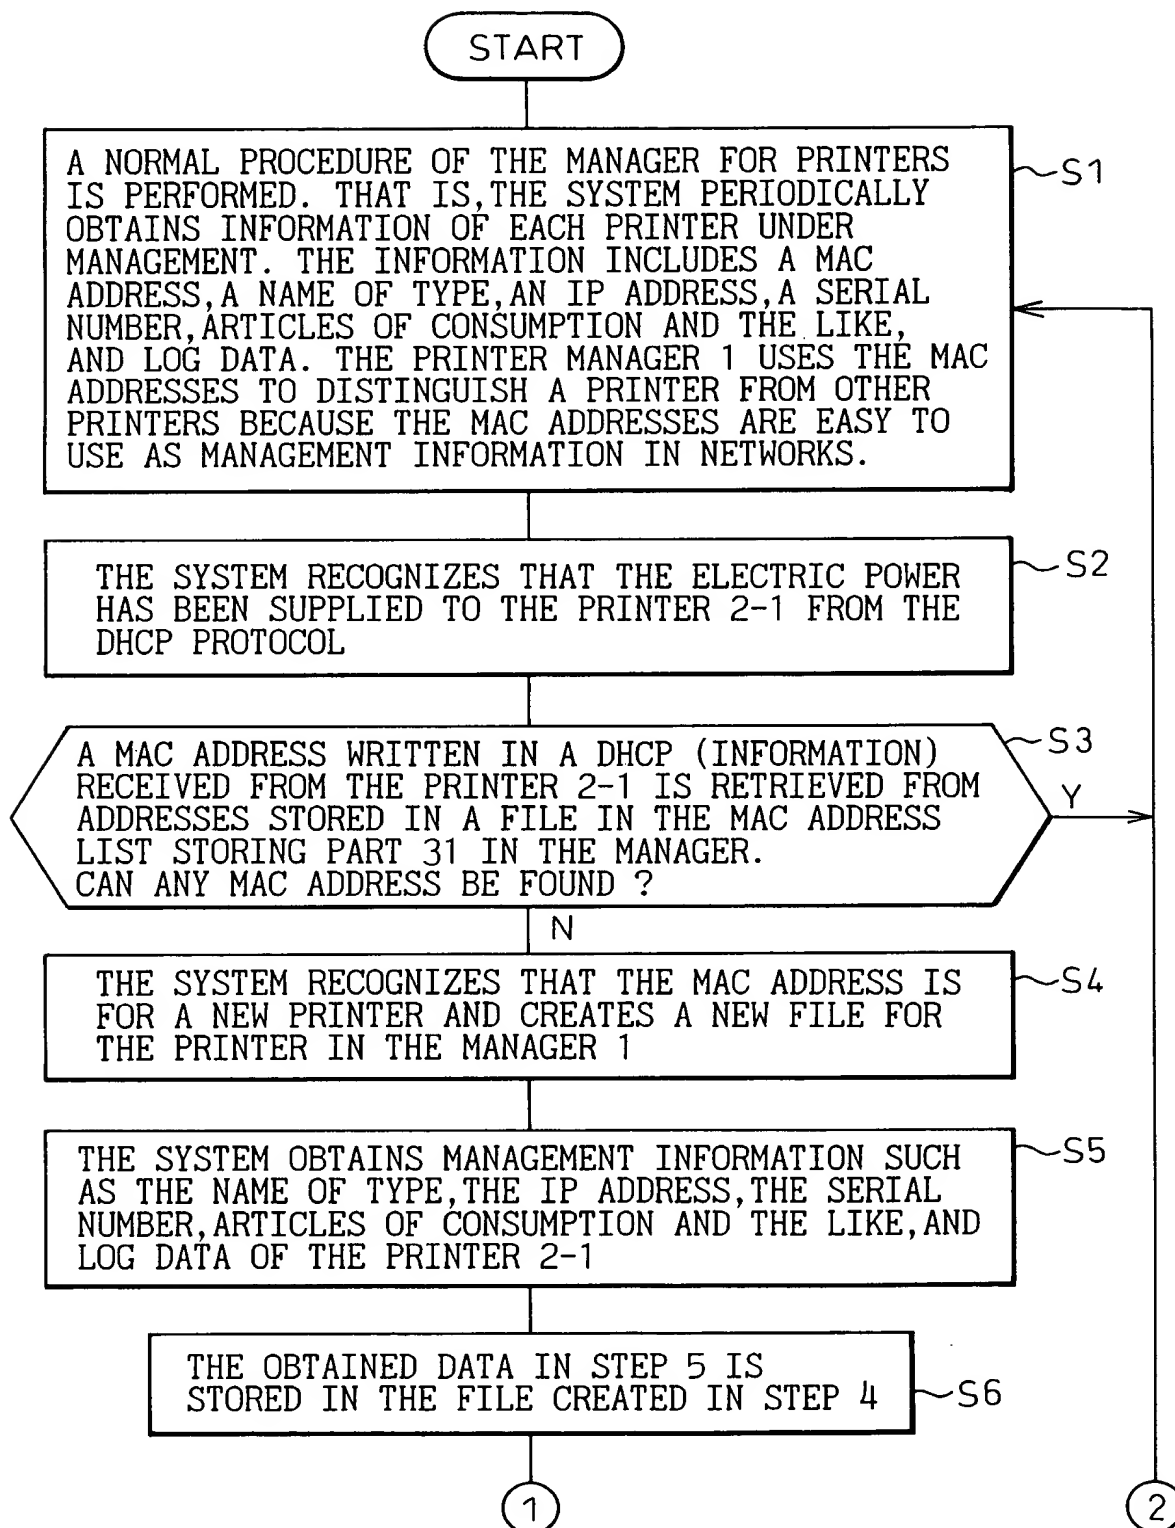 START
A NORMAL PROCEDURE OF THE MANAGER FOR PRINTERS
IS PERFORMED. THAT IS, THE SYSTEM PERIODICALLY
OBTAINS INFORMATION OF EACH PRINTER UNDER
MANAGEMENT. THE INFORMATION INCLUDES A MAC
ADDRESS, A NAME OF TYPE, AN IP ADDRESS, A SERIAL
NUMBER, ARTICLES OF CONSUMPTION AND THE LIKE,
AND LOG DATA. THE PRINTER MANAGER 1 USES THE MAC
ADDRESSES TO DISTINGUISH A PRINTER FROM OTHER
PRINTERS BECAUSE THE MAC ADDRESSES ARE EASY TO
USE AS MANAGEMENT INFORMATION IN NETWORKS.
S1
THE SYSTEM RECOGNIZES THAT THE ELECTRIC POWER
HAS BEEN SUPPLIED TO THE PRINTER 2-1 FROM THE
DHCP PROTOCOL
S2
A MAC ADDRESS WRITTEN IN A DHCP (INFORMATION)
RECEIVED FROM THE PRINTER 2-1 IS RETRIEVED FROM
ADDRESSES STORED IN A FILE IN THE MAC ADDRESS
LIST STORING PART 31 IN THE MANAGER.
CAN ANY MAC ADDRESS BE FOUND ?
S3
Y
N
THE SYSTEM RECOGNIZES THAT THE MAC ADDRESS IS
FOR A NEW PRINTER AND CREATES A NEW FILE FOR
THE PRINTER IN THE MANAGER 1
S4
THE SYSTEM OBTAINS MANAGEMENT INFORMATION SUCH
AS THE NAME OF TYPE, THE IP ADDRESS, THE SERIAL
NUMBER, ARTICLES OF CONSUMPTION AND THE LIKE, AND
LOG DATA OF THE PRINTER 2-1
S5
THE OBTAINED DATA IN STEP 5 IS
STORED IN THE FILE CREATED IN STEP 4
S6
1
2